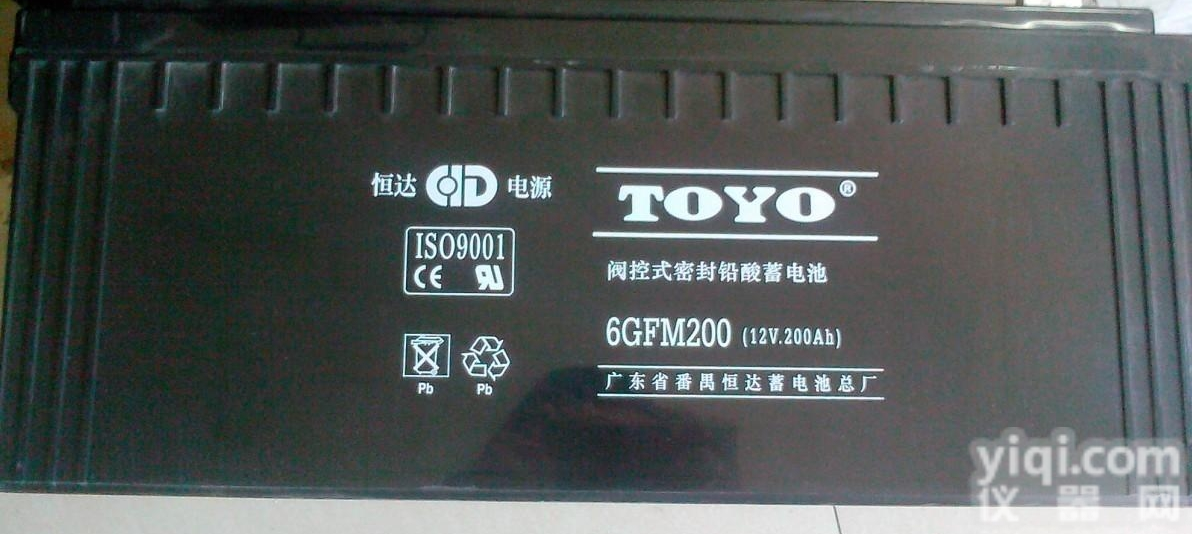 恒达 电源
ISO9001
CE
Pb
Pb
TOYO®
阀控式密封铅酸蓄电池
6GFM200 (12V.200Ah)
广东省番禺恒达蓄电池总厂
yiqi.com
仪器网